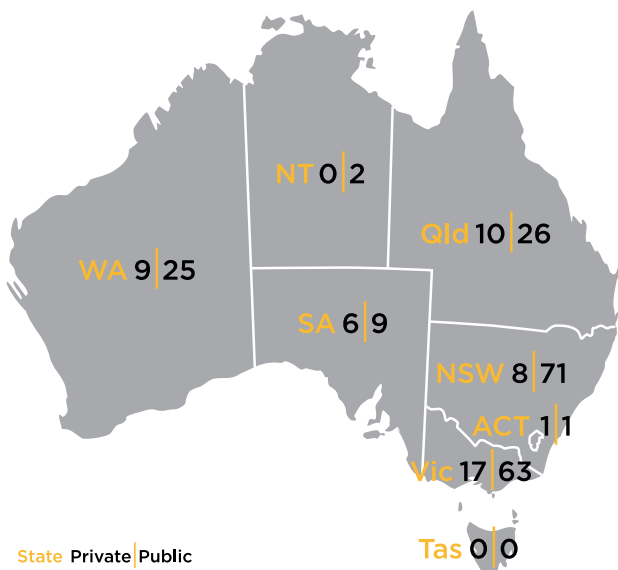 NT 0|2
Qld 10|26
WA 9|25
SA 6|9
NSW 8|71
ACT 1|1
Vic 17|63
Tas 0|0
State Private|Public